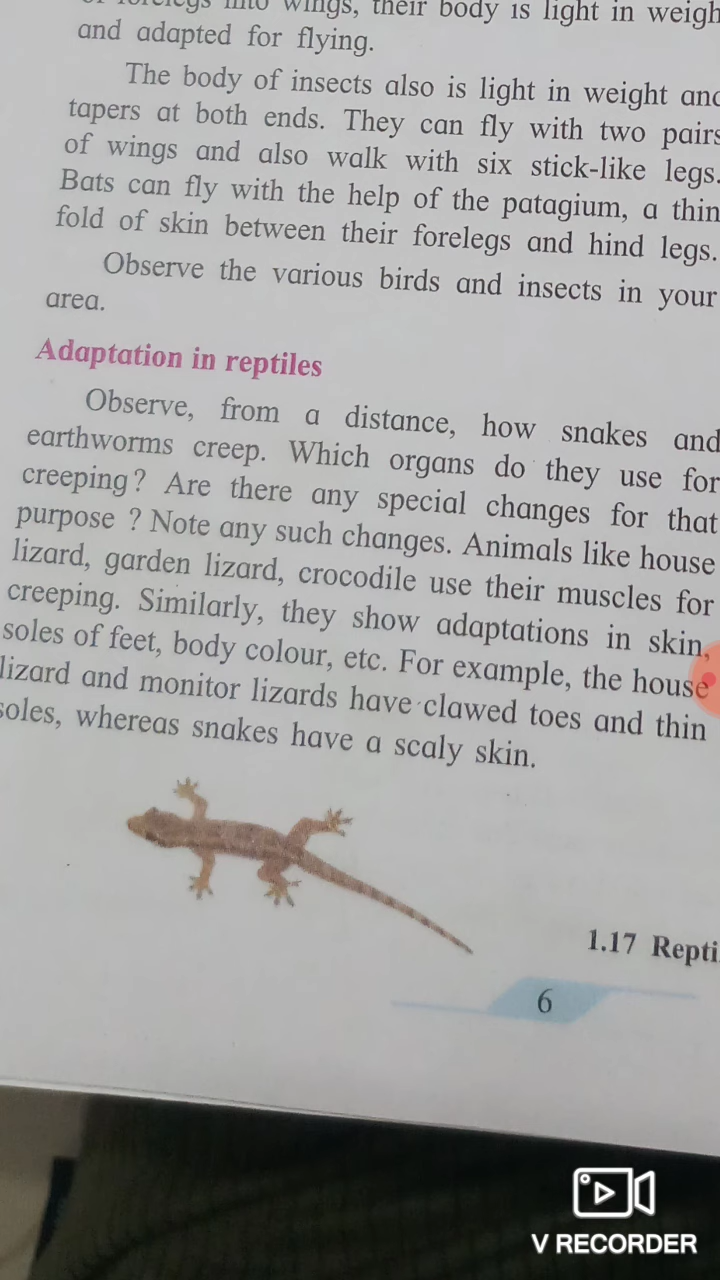 wings, their body is light in weigh
and adapted for flying.
The body of insects also is light in weight and
tapers at both ends. They can fly with two pairs
of wings and also walk with six stick-like legs.
Bats can fly with the help of the patagium, a thin
fold of skin between their forelegs and hind legs.
Observe the various birds and insects in your
area.
Adaptation in reptiles
Observe, from a distance, how snakes and
earthworms creep. Which organs do they use for
creeping? Are there any special changes for that
purpose ? Note any such changes. Animals like house
lizard, garden lizard, crocodile use their muscles for
creeping. Similarly, they show adaptations in skin,
soles of feet, body colour, etc. For example, the house
lizard and monitor lizards have clawed toes and thin
soles, whereas snakes have a scaly skin.
1.17 Repti
6
V RECORDER